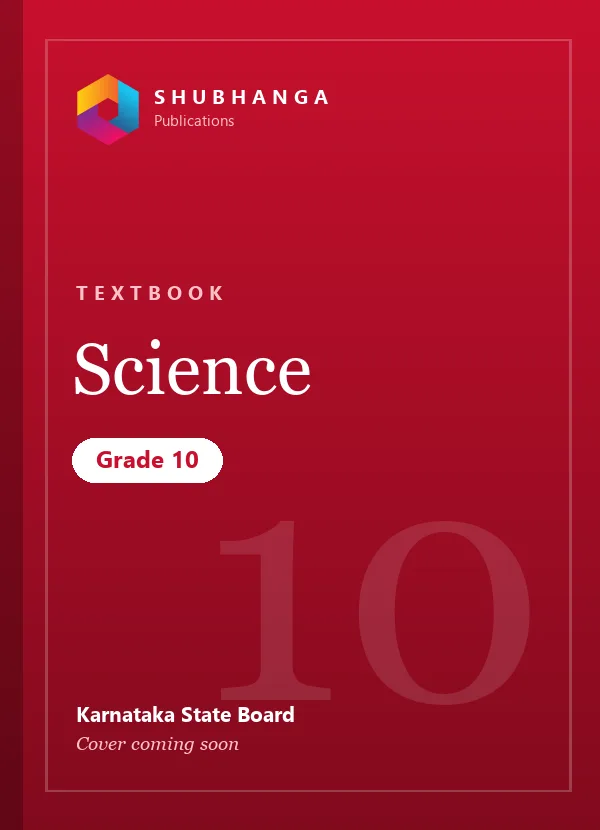 SHUBHANGA
Publications
TEXTBOOK
Science
Grade 10
10
Karnataka State Board
Cover coming soon